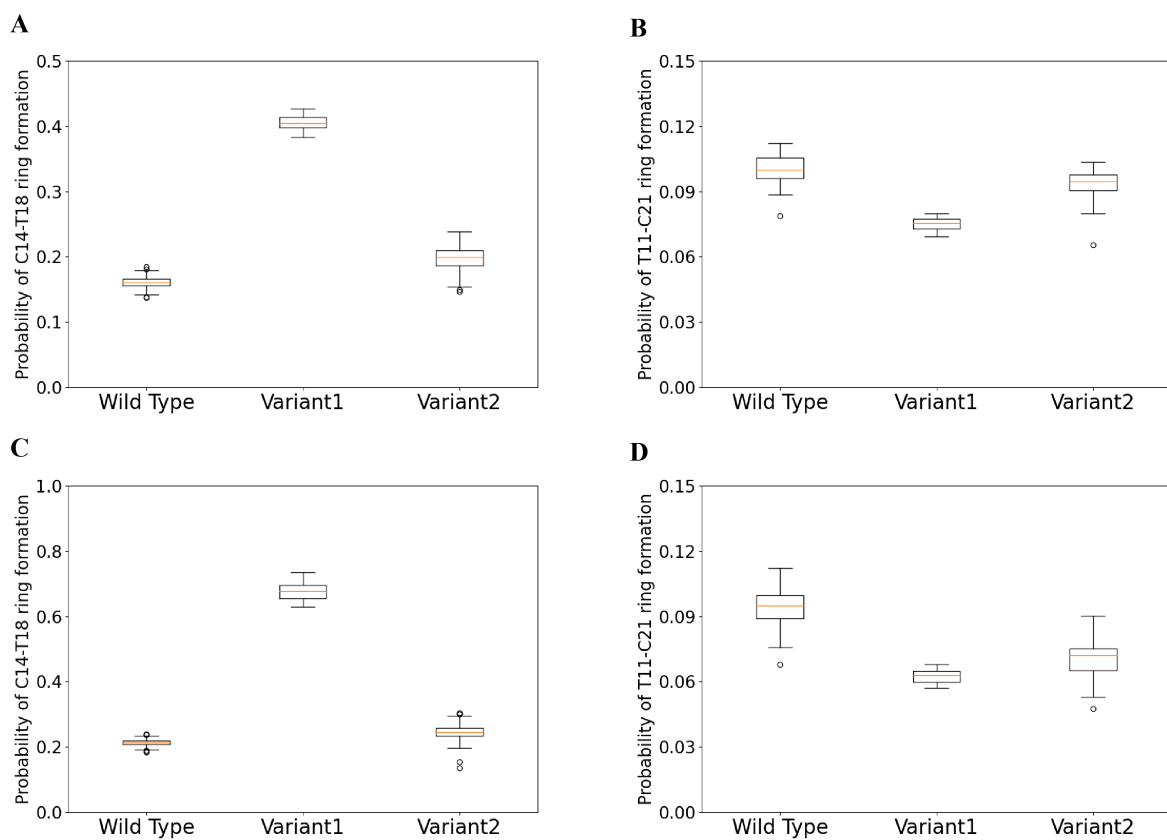 A
Probability of C14-T18 ring formation
0.5
0.4
0.3
0.2
0.1
0.0
Wild Type Variant1 Variant2
B
Probability of T11-C21 ring formation
0.15
0.12
0.09
0.06
0.03
0.00
Wild Type Variant1 Variant2
C
Probability of C14-T18 ring formation
1.0
0.8
0.6
0.4
0.2
0.0
Wild Type Variant1 Variant2
D
Probability of T11-C21 ring formation
0.15
0.12
0.09
0.06
0.03
0.00
Wild Type Variant1 Variant2